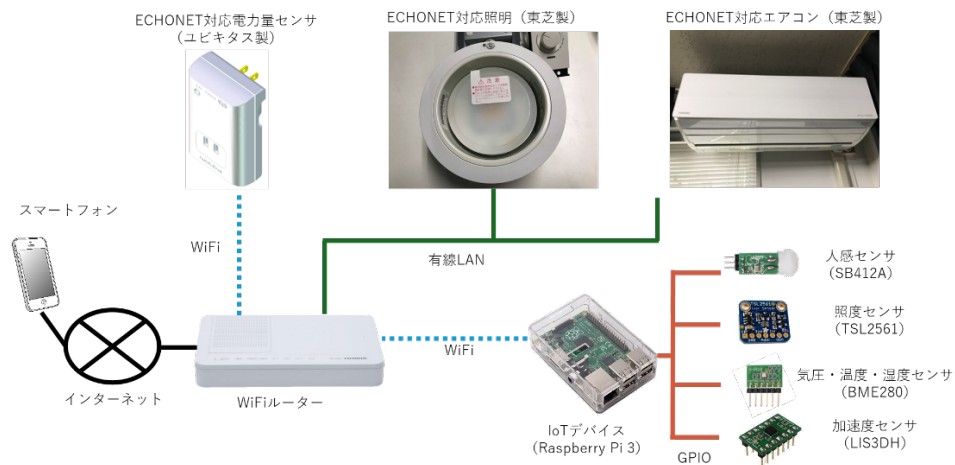 ECHONET対応電力量センサ
（ユビキタス製）
ECHONET対応照明（東芝製）
ECHONET対応エアコン（東芝製）
スマートフォン
WiFi
有線LAN
人感センサ
（SB412A）
照度センサ
（TSL2561）
WiFi
気圧・温度・湿度センサ
（BME280）
インターネット
WiFiルーター
IoTデバイス
（Raspberry Pi 3）
加速度センサ
（LIS3DH）
GPIO